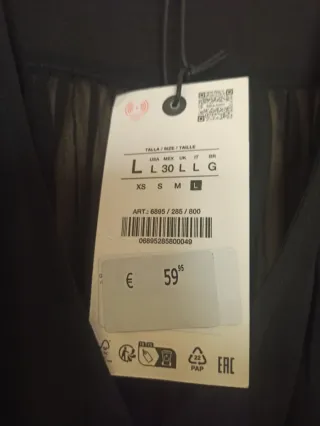 TALLA / SIZE / TAILLE
USA MEX UK IT BR
L L 30 L L G
XS S M L
ART.: 6895 / 285 / 800
06895285800049
€ 59 95
22
PAP
EAC